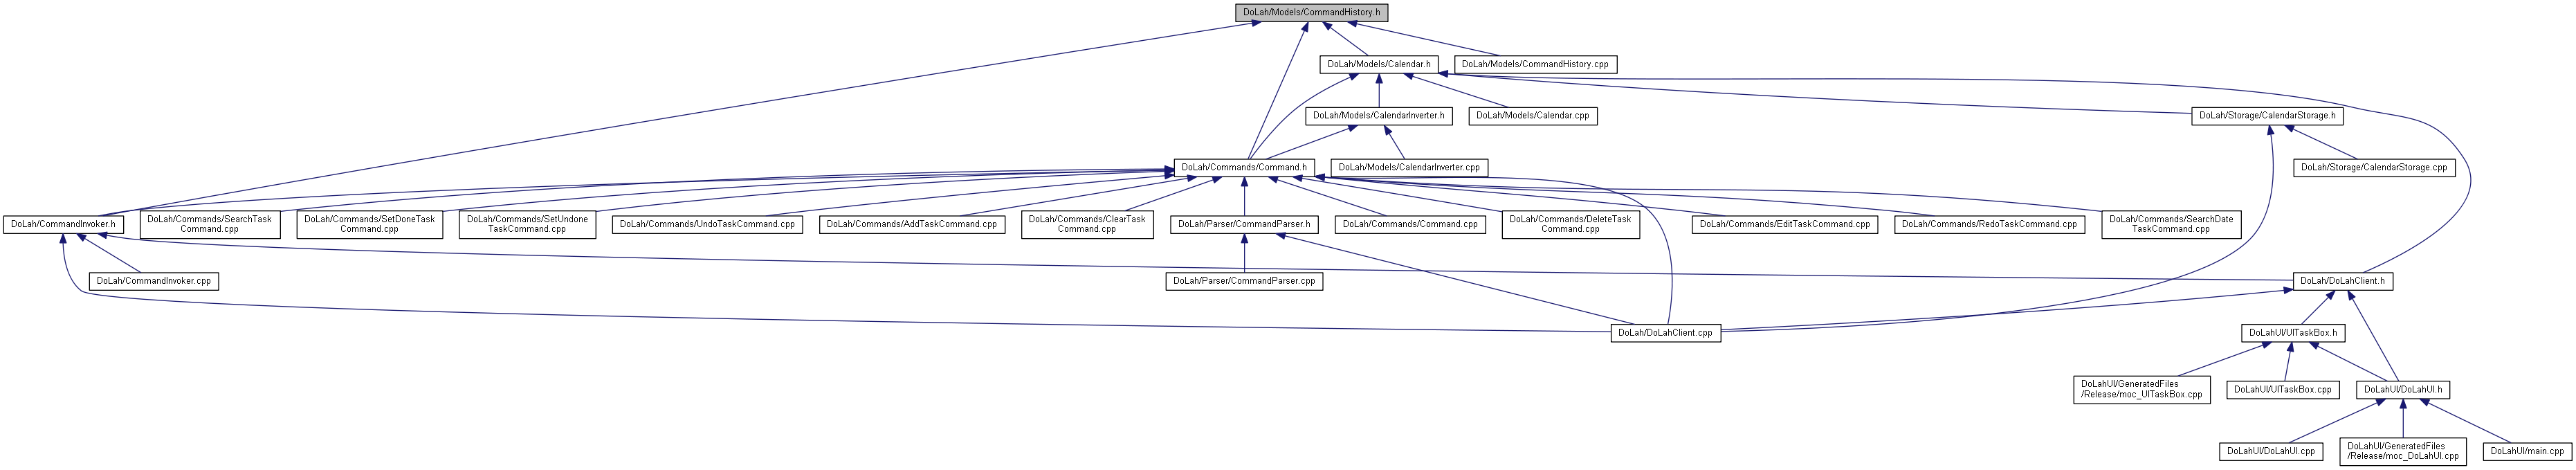 DoLah/Models/CommandHistory.h
DoLah/Models/Calendar.h
DoLah/Models/CommandHistory.cpp
DoLah/Models/CalendarInverter.h
DoLah/Models/Calendar.cpp
DoLah/Storage/CalendarStorage.h
DoLah/Commands/Command.h
DoLah/Models/CalendarInverter.cpp
DoLah/Storage/CalendarStorage.cpp
DoLah/CommandInvoker.h
DoLah/Commands/SearchTask
Command.cpp
DoLah/Commands/SetDoneTask
Command.cpp
DoLah/Commands/SetUndone
TaskCommand.cpp
DoLah/Commands/UndoTaskCommand.cpp
DoLah/Commands/AddTaskCommand.cpp
DoLah/Commands/ClearTask
Command.cpp
DoLah/Parser/CommandParser.h
DoLah/Commands/Command.cpp
DoLah/Commands/DeleteTask
Command.cpp
DoLah/Commands/EditTaskCommand.cpp
DoLah/Commands/RedoTaskCommand.cpp
DoLah/Commands/SearchDate
TaskCommand.cpp
DoLah/CommandInvoker.cpp
DoLah/Parser/CommandParser.cpp
DoLah/DoLahClient.h
DoLah/DoLahClient.cpp
DoLahUI/UITaskBox.h
DoLahUI/GeneratedFiles
/Release/moc_UITaskBox.cpp
DoLahUI/UITaskBox.cpp
DoLahUI/DoLahUI.h
DoLahUI/DoLahUI.cpp
DoLahUI/GeneratedFiles
/Release/moc_DoLahUI.cpp
DoLahUI/main.cpp